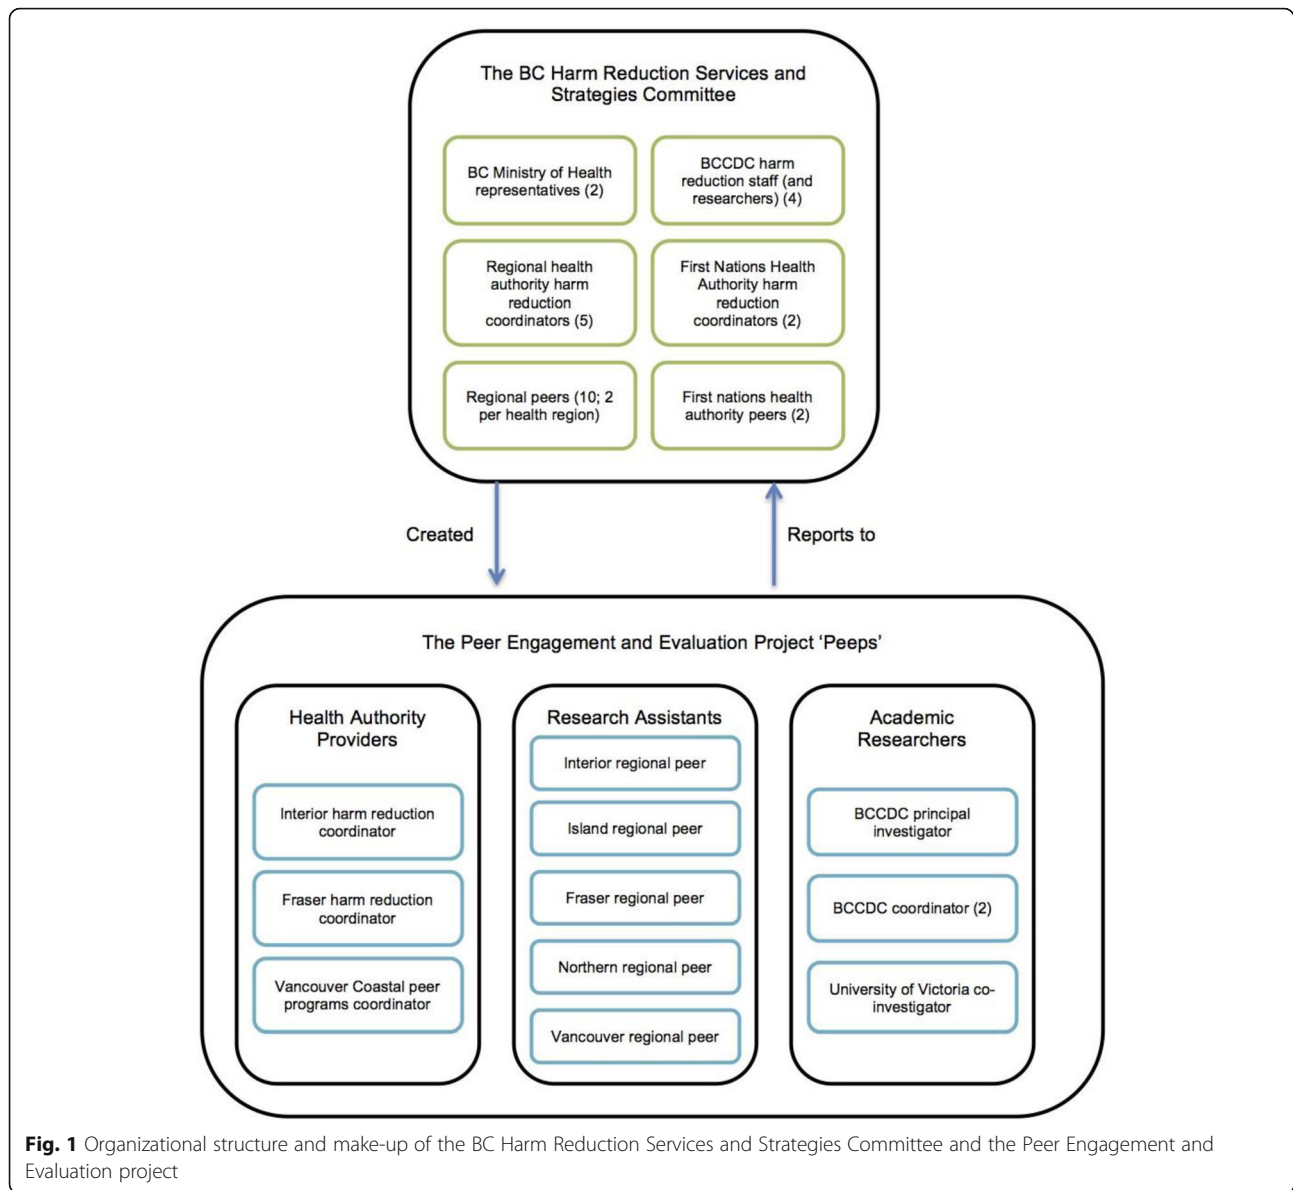 The BC Harm Reduction Services and
Strategies Committee
BC Ministry of Health
representatives (2)
BCCDC harm
reduction staff (and
researchers) (4)
Regional health
authority harm
reduction
coordinators (5)
First Nations Health
Authority harm
reduction
coordinators (2)
Regional peers (10; 2
per health region)
First nations health
authority peers (2)
Created
Reports to
The Peer Engagement and Evaluation Project ‘Peeps’
Health Authority
Providers
Interior harm reduction
coordinator
Fraser harm reduction
coordinator
Vancouver Coastal peer
programs coordinator
Research Assistants
Interior regional peer
Island regional peer
Fraser regional peer
Northern regional peer
Vancouver regional peer
Academic
Researchers
BCCDC principal
investigator
BCCDC coordinator (2)
University of Victoria co-
investigator
Fig. 1 Organizational structure and make-up of the BC Harm Reduction Services and Strategies Committee and the Peer Engagement and
Evaluation project